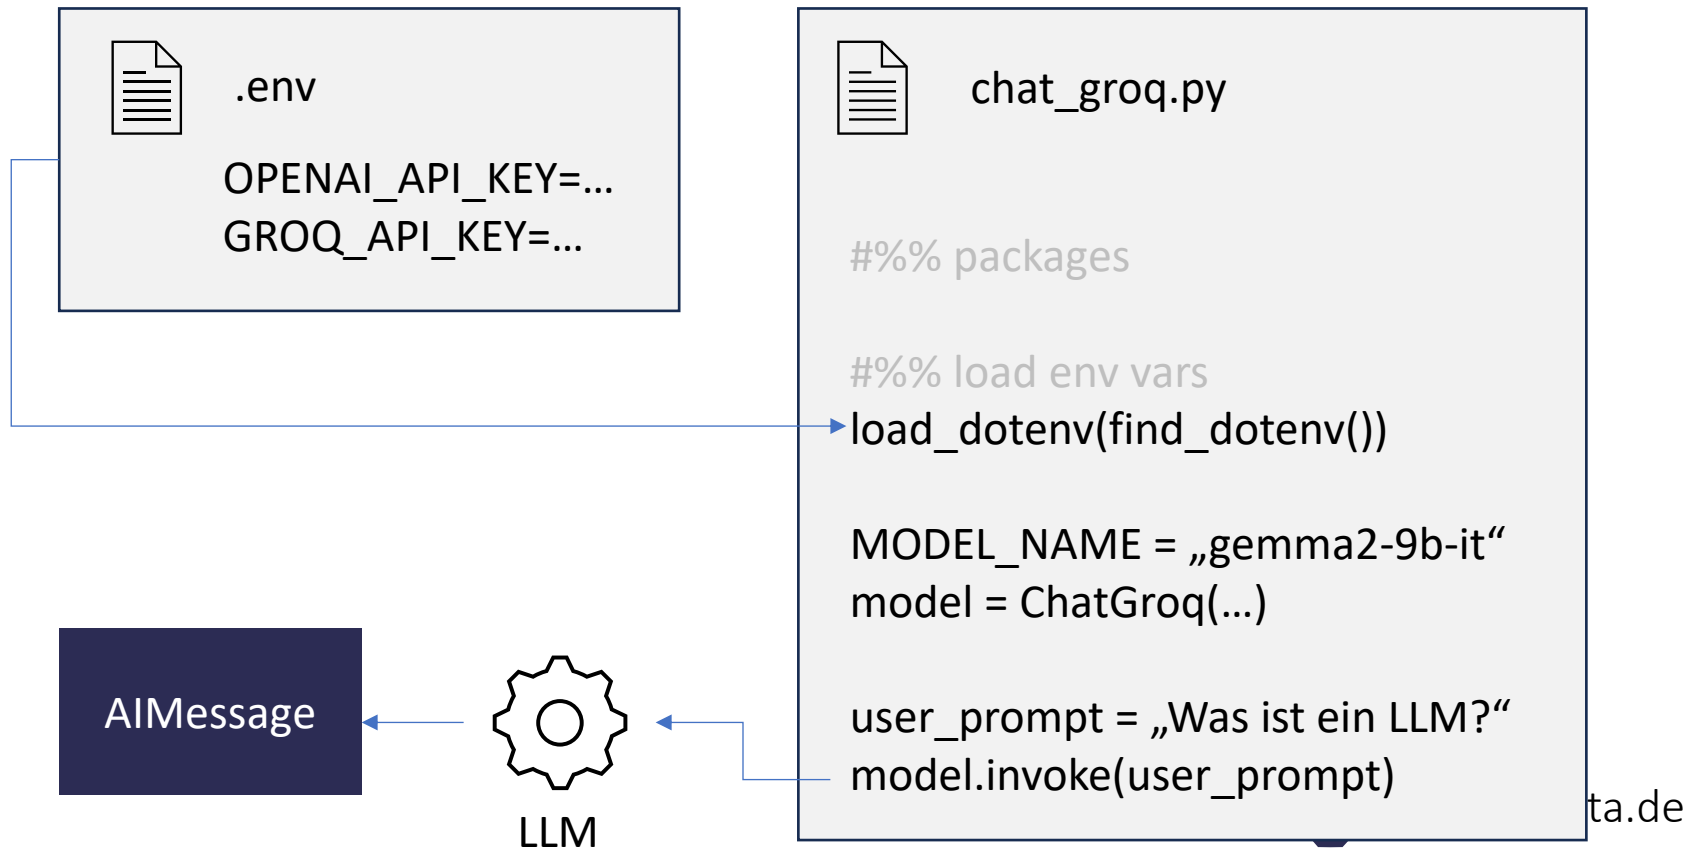 .env
OPENAI_API_KEY=…
GROQ_API_KEY=…
chat_groq.py
#%% packages
#%% load env vars
load_dotenv(find_dotenv())
MODEL_NAME = „gemma2-9b-it“
model = ChatGroq(…)
user_prompt = „Was ist ein LLM?“
model.invoke(user_prompt)
AIMessage
LLM
ta.de